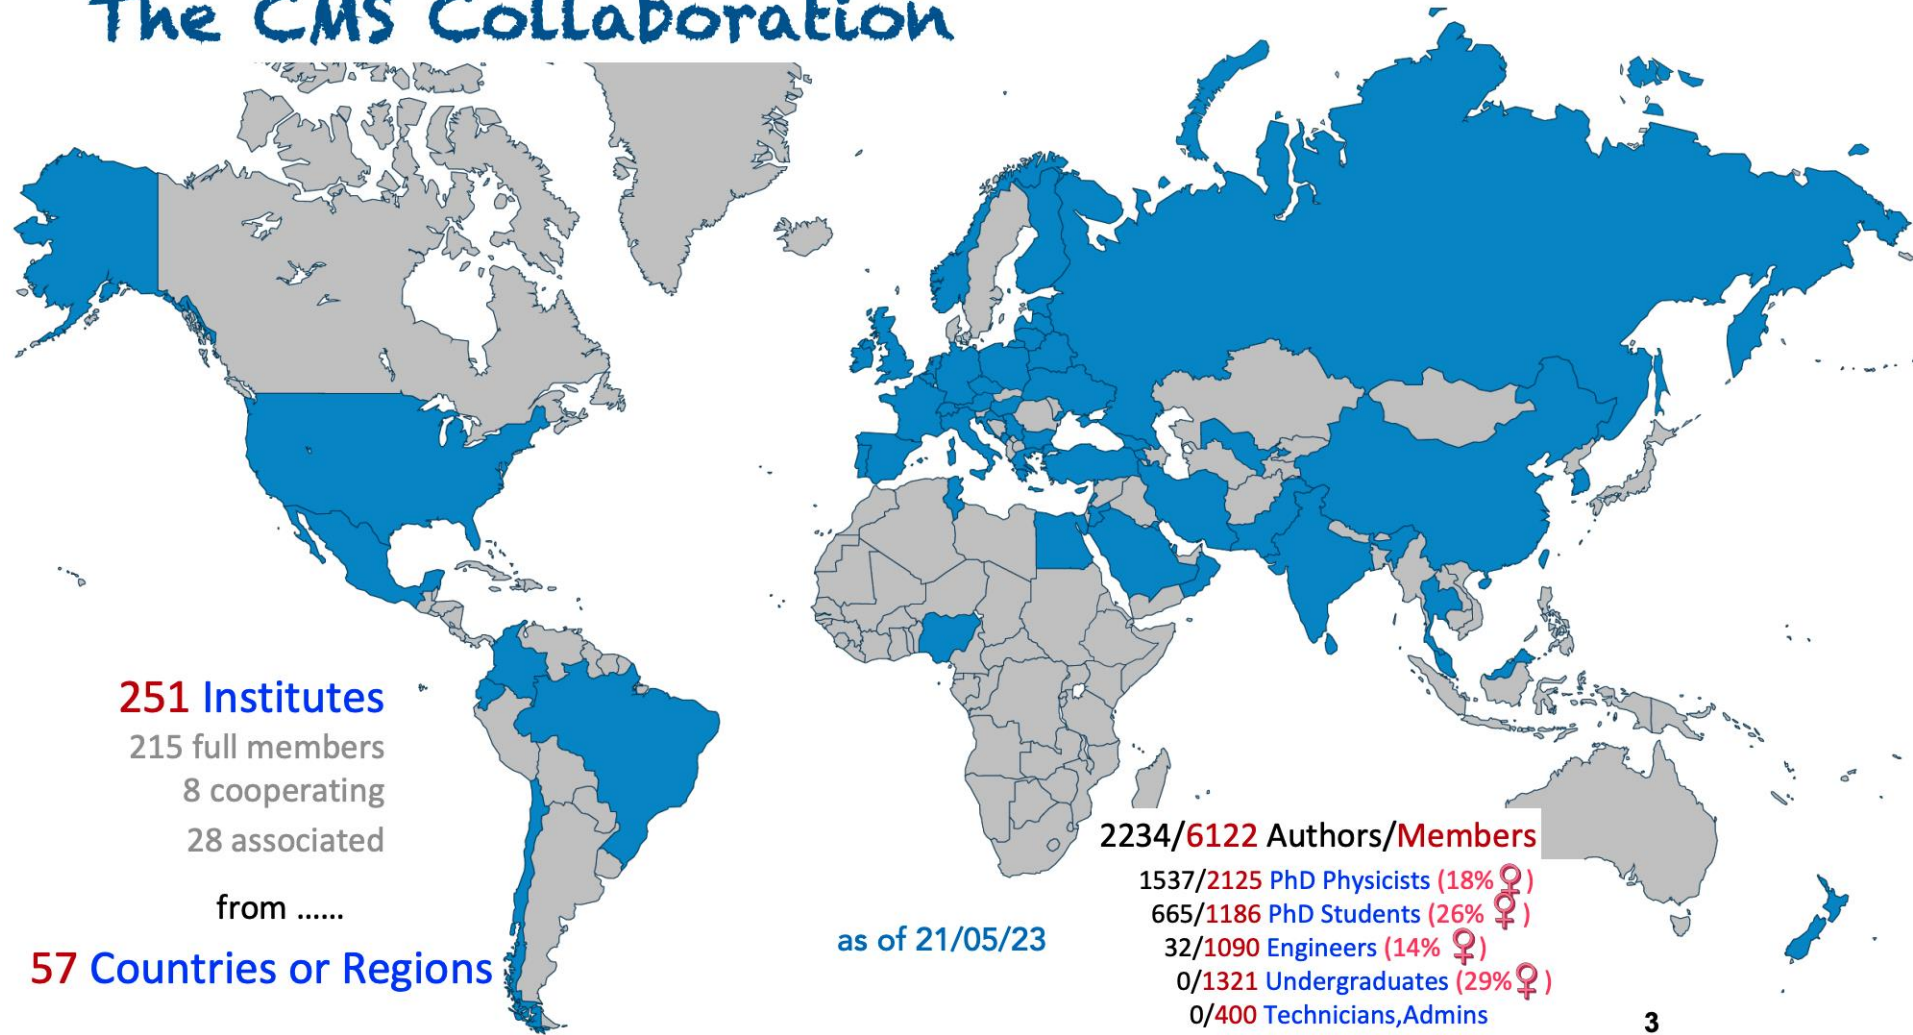 The CMS Collaboration
251 Institutes
215 full members
8 cooperating
28 associated
from ......
57 Countries or Regions
as of 21/05/23
2234/6122 Authors/Members
1537/2125 PhD Physicists (18% ♀)
665/1186 PhD Students (26% ♀)
32/1090 Engineers (14% ♀)
0/1321 Undergraduates (29% ♀)
0/400 Technicians,Admins
3